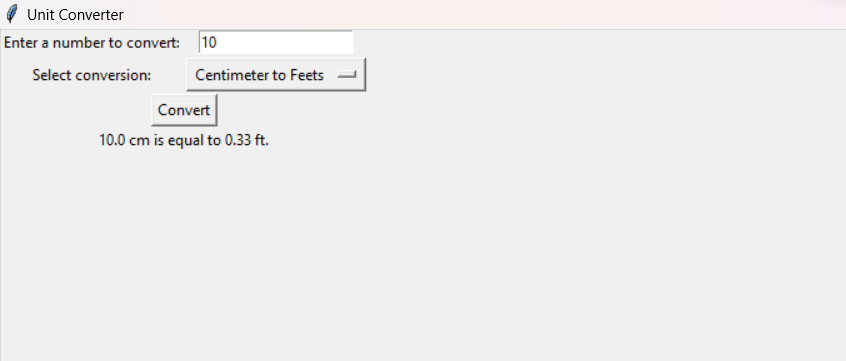 Unit Converter
Enter a number to convert: 10
Select conversion: Centimeter to Feets
Convert
10.0 cm is equal to 0.33 ft.